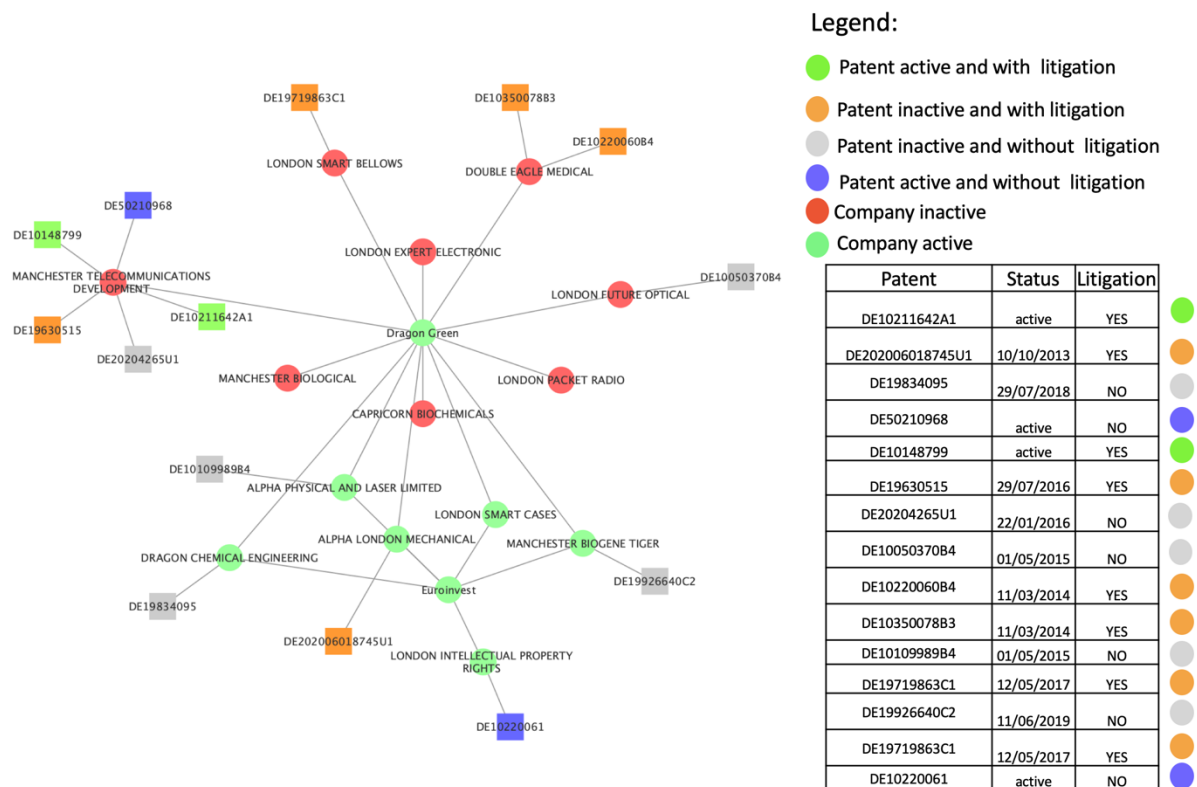 Legend:
Patent active and with litigation
Patent inactive and with litigation
Patent inactive and without litigation
Patent active and without litigation
Company inactive
Company active
DE19719863C1
DE10350078B3
DE10220060B4
LONDON SMART BELLOWS
DOUBLE EAGLE MEDICAL
DE50210968
DE10148799
LONDON EXPERT ELECTRONIC
MANCHESTER TELECOMMUNICATIONS
DEVELOPMENT
DE10050370B4
LONDON FUTURE OPTICAL
DE10211642A1
DE19630515
Dragon Green
DE20204265U1
MANCHESTER BIOLOGICAL
LONDON PACKET RADIO
CAPRICORN BIOCHEMICALS
DE10109989B4
ALPHA PHYSICAL AND LASER LIMITED
LONDON SMART CASES
ALPHA LONDON MECHANICAL
MANCHESTER BIOGENE TIGER
DRAGON CHEMICAL ENGINEERING
DE19926640C2
Euroinvest
DE19834095
DE202006018745U1
LONDON INTELLECTUAL PROPERTY
RIGHTS
DE10220061
Patent Status Litigation
DE10211642A1 active YES
DE202006018745U1 10/10/2013 YES
DE19834095 29/07/2018 NO
DE50210968 active NO
DE10148799 active YES
DE19630515 29/07/2016 YES
DE20204265U1 22/01/2016 NO
DE10050370B4 01/05/2015 NO
DE10220060B4 11/03/2014 YES
DE10350078B3 11/03/2014 YES
DE10109989B4 01/05/2015 NO
DE19719863C1 12/05/2017 YES
DE19926640C2 11/06/2019 NO
DE19719863C1 12/05/2017 YES
DE10220061 active NO